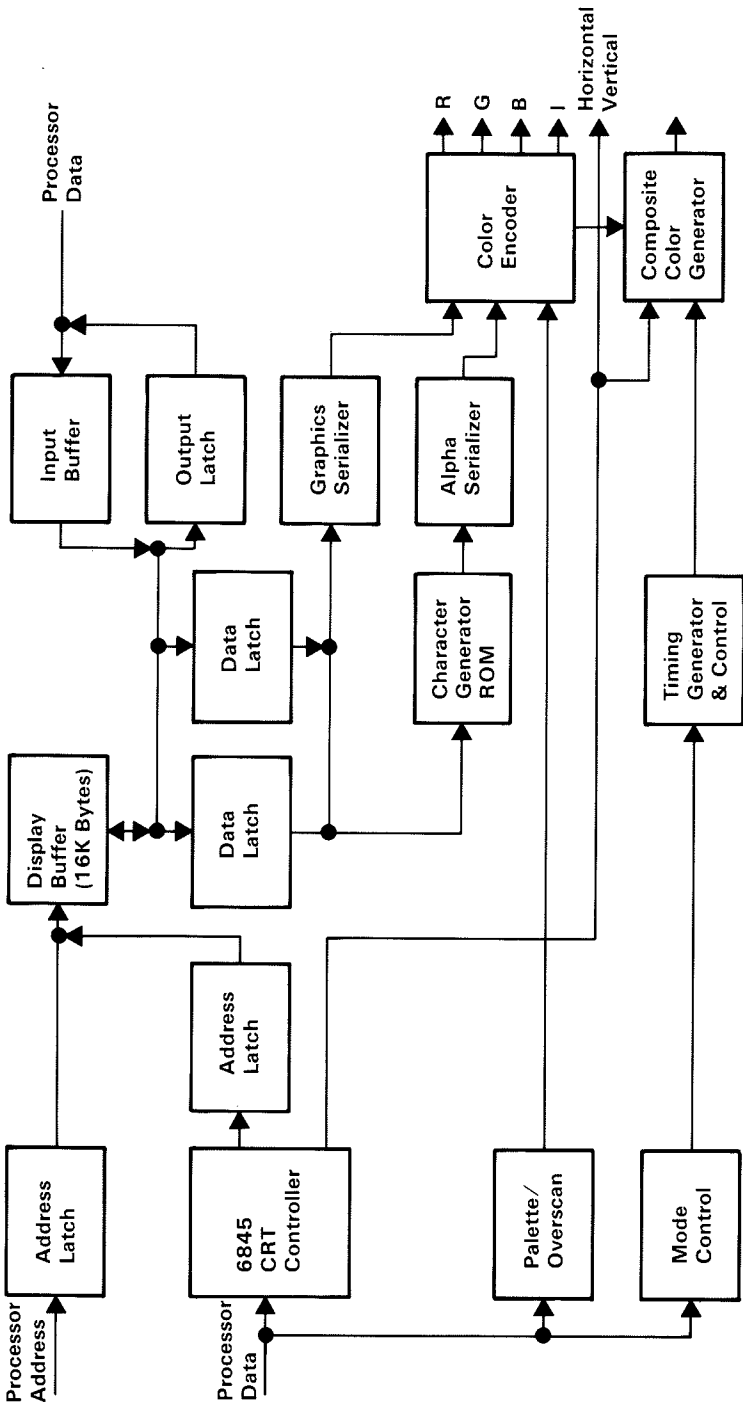 Processor
Address
Address
Latch
Display
Buffer
(16K Bytes)
Input
Buffer
Processor
Data
Output
Latch
Address
Latch
Data
Latch
Data
Latch
Processor
Data
6845
CRT
Controller
Graphics
Serializer
Character
Generator
ROM
Alpha
Serializer
Color
Encoder
R
G
B
I
Horizontal
Vertical
Palette/
Overscan
Mode
Control
Timing
Generator
& Control
Composite
Color
Generator